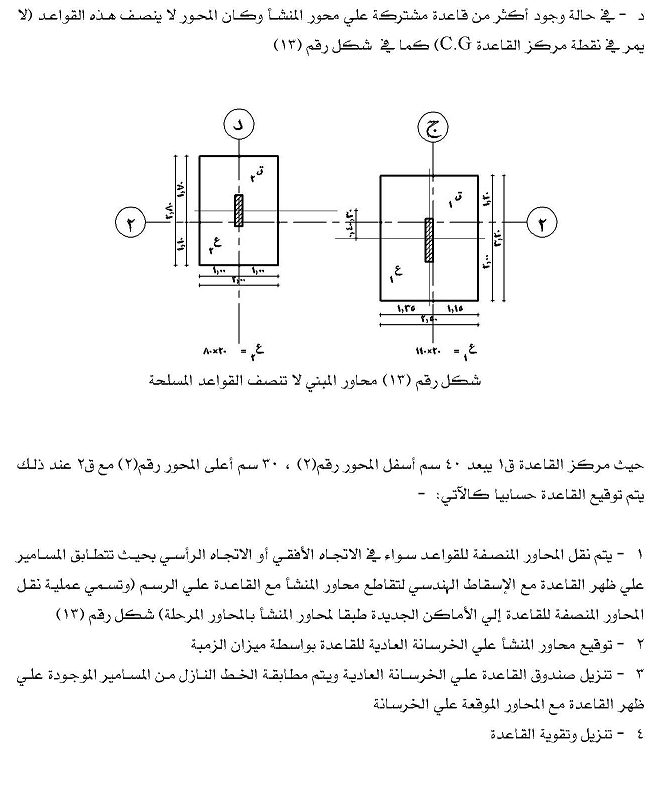 د - في حالة وجود أكثر من قاعدة مشتركة علي محور المنشأ وكان المحور لا ينصف هذه القواعد (لا
يمر في نقطة مركز القاعدة C.G) كما في شكل رقم (١٣)
د
ج
ق٢
ق١
١,٧٠
٢,٨٠
١,١٠
٠,٤٠
٠,٣٠
١,٢٠
٣,٢٠
٢,٠٠
٢
٢
ع٢
ع١
١,٠٠
١,٠٠
٢,٠٠
١,٣٥
١,١٥
٢,٥٠
ع٢ = ٢٠×٨٠
ع١ = ٢٠×١١٠
شكل رقم (١٣) محاور المبني لا تنصف القواعد المسلحة
حيث مركز القاعدة ق١ يبعد ٤٠ سم أسفل المحور رقم(٢) ، ٣٠ سم أعلى المحور رقم(٢) مع ق٢ عند ذلك
يتم توقيع القاعدة حسابيا كالآتي: -
١ - يتم نقل المحاور المنصفة للقواعد سواء في الاتجاه الأفقي أو الاتجاه الرأسي بحيث تتطابق المسامير
علي ظهر القاعدة مع الإسقاط الهندسي لتقاطع محاور المنشأ مع القاعدة علي الرسم (وتسمي عملية نقل
المحاور المنصفة للقاعدة إلي الأماكن الجديدة طبقا لمحاور المنشأ بالمحاور المرحلة) شكل رقم (١٣)
٢ - توقيع محاور المنشأ علي الخرسانة العادية للقاعدة بواسطة ميزان الزمبة
٣ - تنزيل صندوق القاعدة علي الخرسانة العادية ويتم مطابقة الخط النازل من المسامير الموجودة علي
ظهر القاعدة مع المحاور الموقعة علي الخرسانة
٤ - تنزيل وتقوية القاعدة